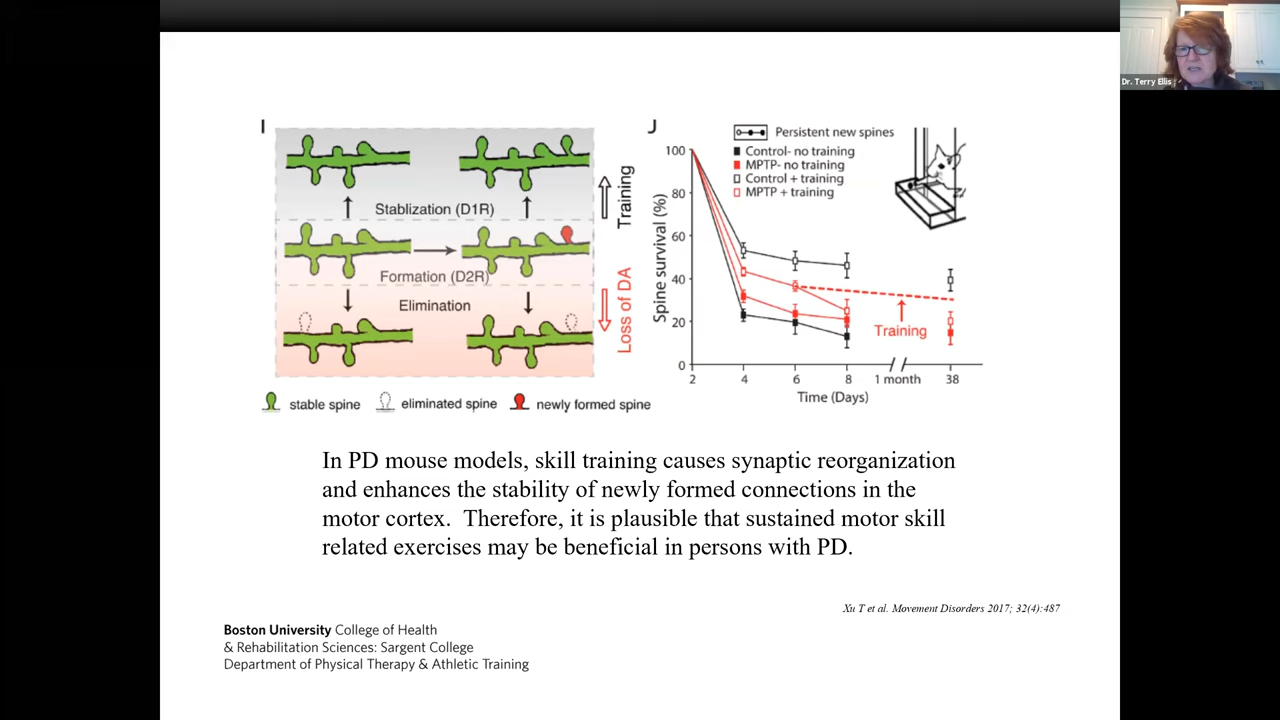 Dr. Terry Ellis
I
Stablization (D1R)
Formation (D2R)
Elimination
Training
Loss of DA
stable spine
eliminated spine
newly formed spine
J
Persistent new spines
Control- no training
MPTP- no training
Control + training
MPTP + training
Spine survival (%)
100
80
60
40
20
0
Training
2
4
6
8
1 month
38
Time (Days)
In PD mouse models, skill training causes synaptic reorganization
and enhances the stability of newly formed connections in the
motor cortex. Therefore, it is plausible that sustained motor skill
related exercises may be beneficial in persons with PD.
Xu T et al. Movement Disorders 2017; 32(4):487
Boston University College of Health
& Rehabilitation Sciences: Sargent College
Department of Physical Therapy & Athletic Training